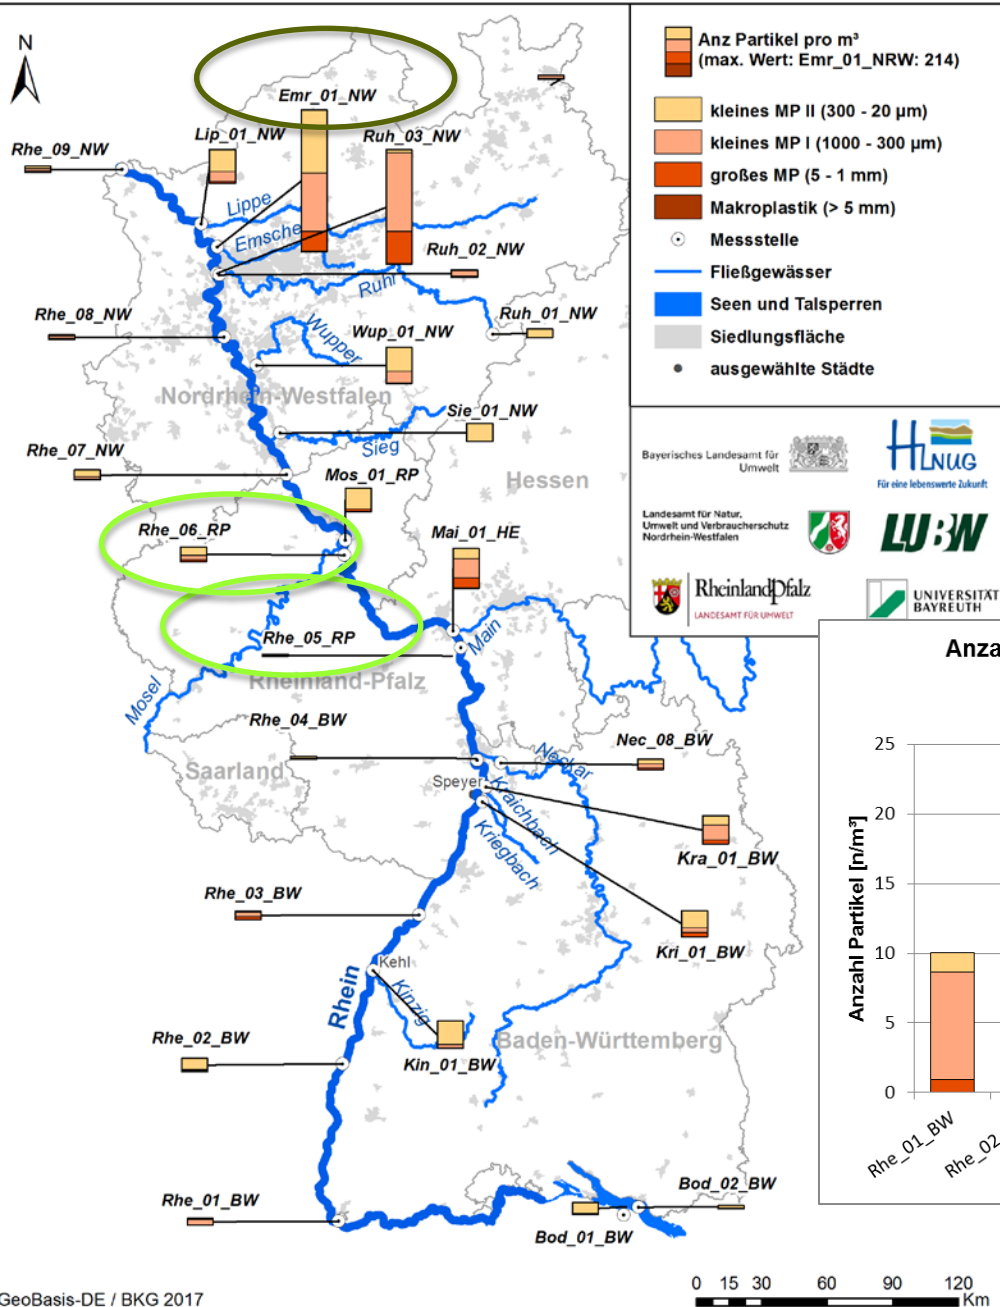 N
Emr_01_NW
Lip_01_NW
Ruh_03_NW
Rhe_09_NW
Lippe
Emsche
Ruh_02_NW
Ruhr
Rhe_08_NW
Ruh_01_NW
Wupper
Wup_01_NW
Nordrhein-Westfalen
Sie_01_NW
Sieg
Rhe_07_NW
Mos_01_RP
Hessen
Rhe_06_RP
Mai_01_HE
Rhe_05_RP
Main
Rheinland-Pfalz
Mosel
Rhe_04_BW
Nec_08_BW
Neckar
Saarland
Speyer
Kraichbach
Kriegbach
Kra_01_BW
Rhe_03_BW
Kri_01_BW
Kehl
Rhein
Kinzig
Rhe_02_BW
Kin_01_BW
Baden-Württemberg
Rhe_01_BW
Bod_02_BW
Bod_01_BW
GeoBasis-DE / BKG 2017
0 15 30 60 90 120
Km
Anz Partikel pro m³
(max. Wert: Emr_01_NRW: 214)
kleines MP II (300 - 20 µm)
kleines MP I (1000 - 300 µm)
großes MP (5 - 1 mm)
Makroplastik (> 5 mm)
Messstelle
Fließgewässer
Seen und Talsperren
Siedlungsfläche
ausgewählte Städte
Bayerisches Landesamt für
Umwelt
HLNUG
Für eine lebenswerte Zukunft
Landesamt für Natur,
Umwelt und Verbraucherschutz
Nordrhein-Westfalen
LUBW
RheinlandPfalz
LANDESAMT FÜR UMWELT
UNIVERSITÄT
BAYREUTH
Anza
Anzahl Partikel [n/m³]
25
20
15
10
5
0
Rhe_01_BW
Rhe_02